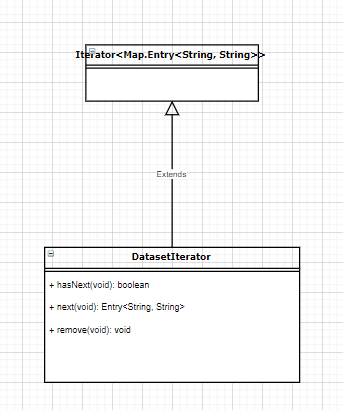 Iterator<Map.Entry<String, String>>
Extends
DatasetIterator
+ hasNext(void): boolean
+ next(void): Entry<String, String>
+ remove(void): void